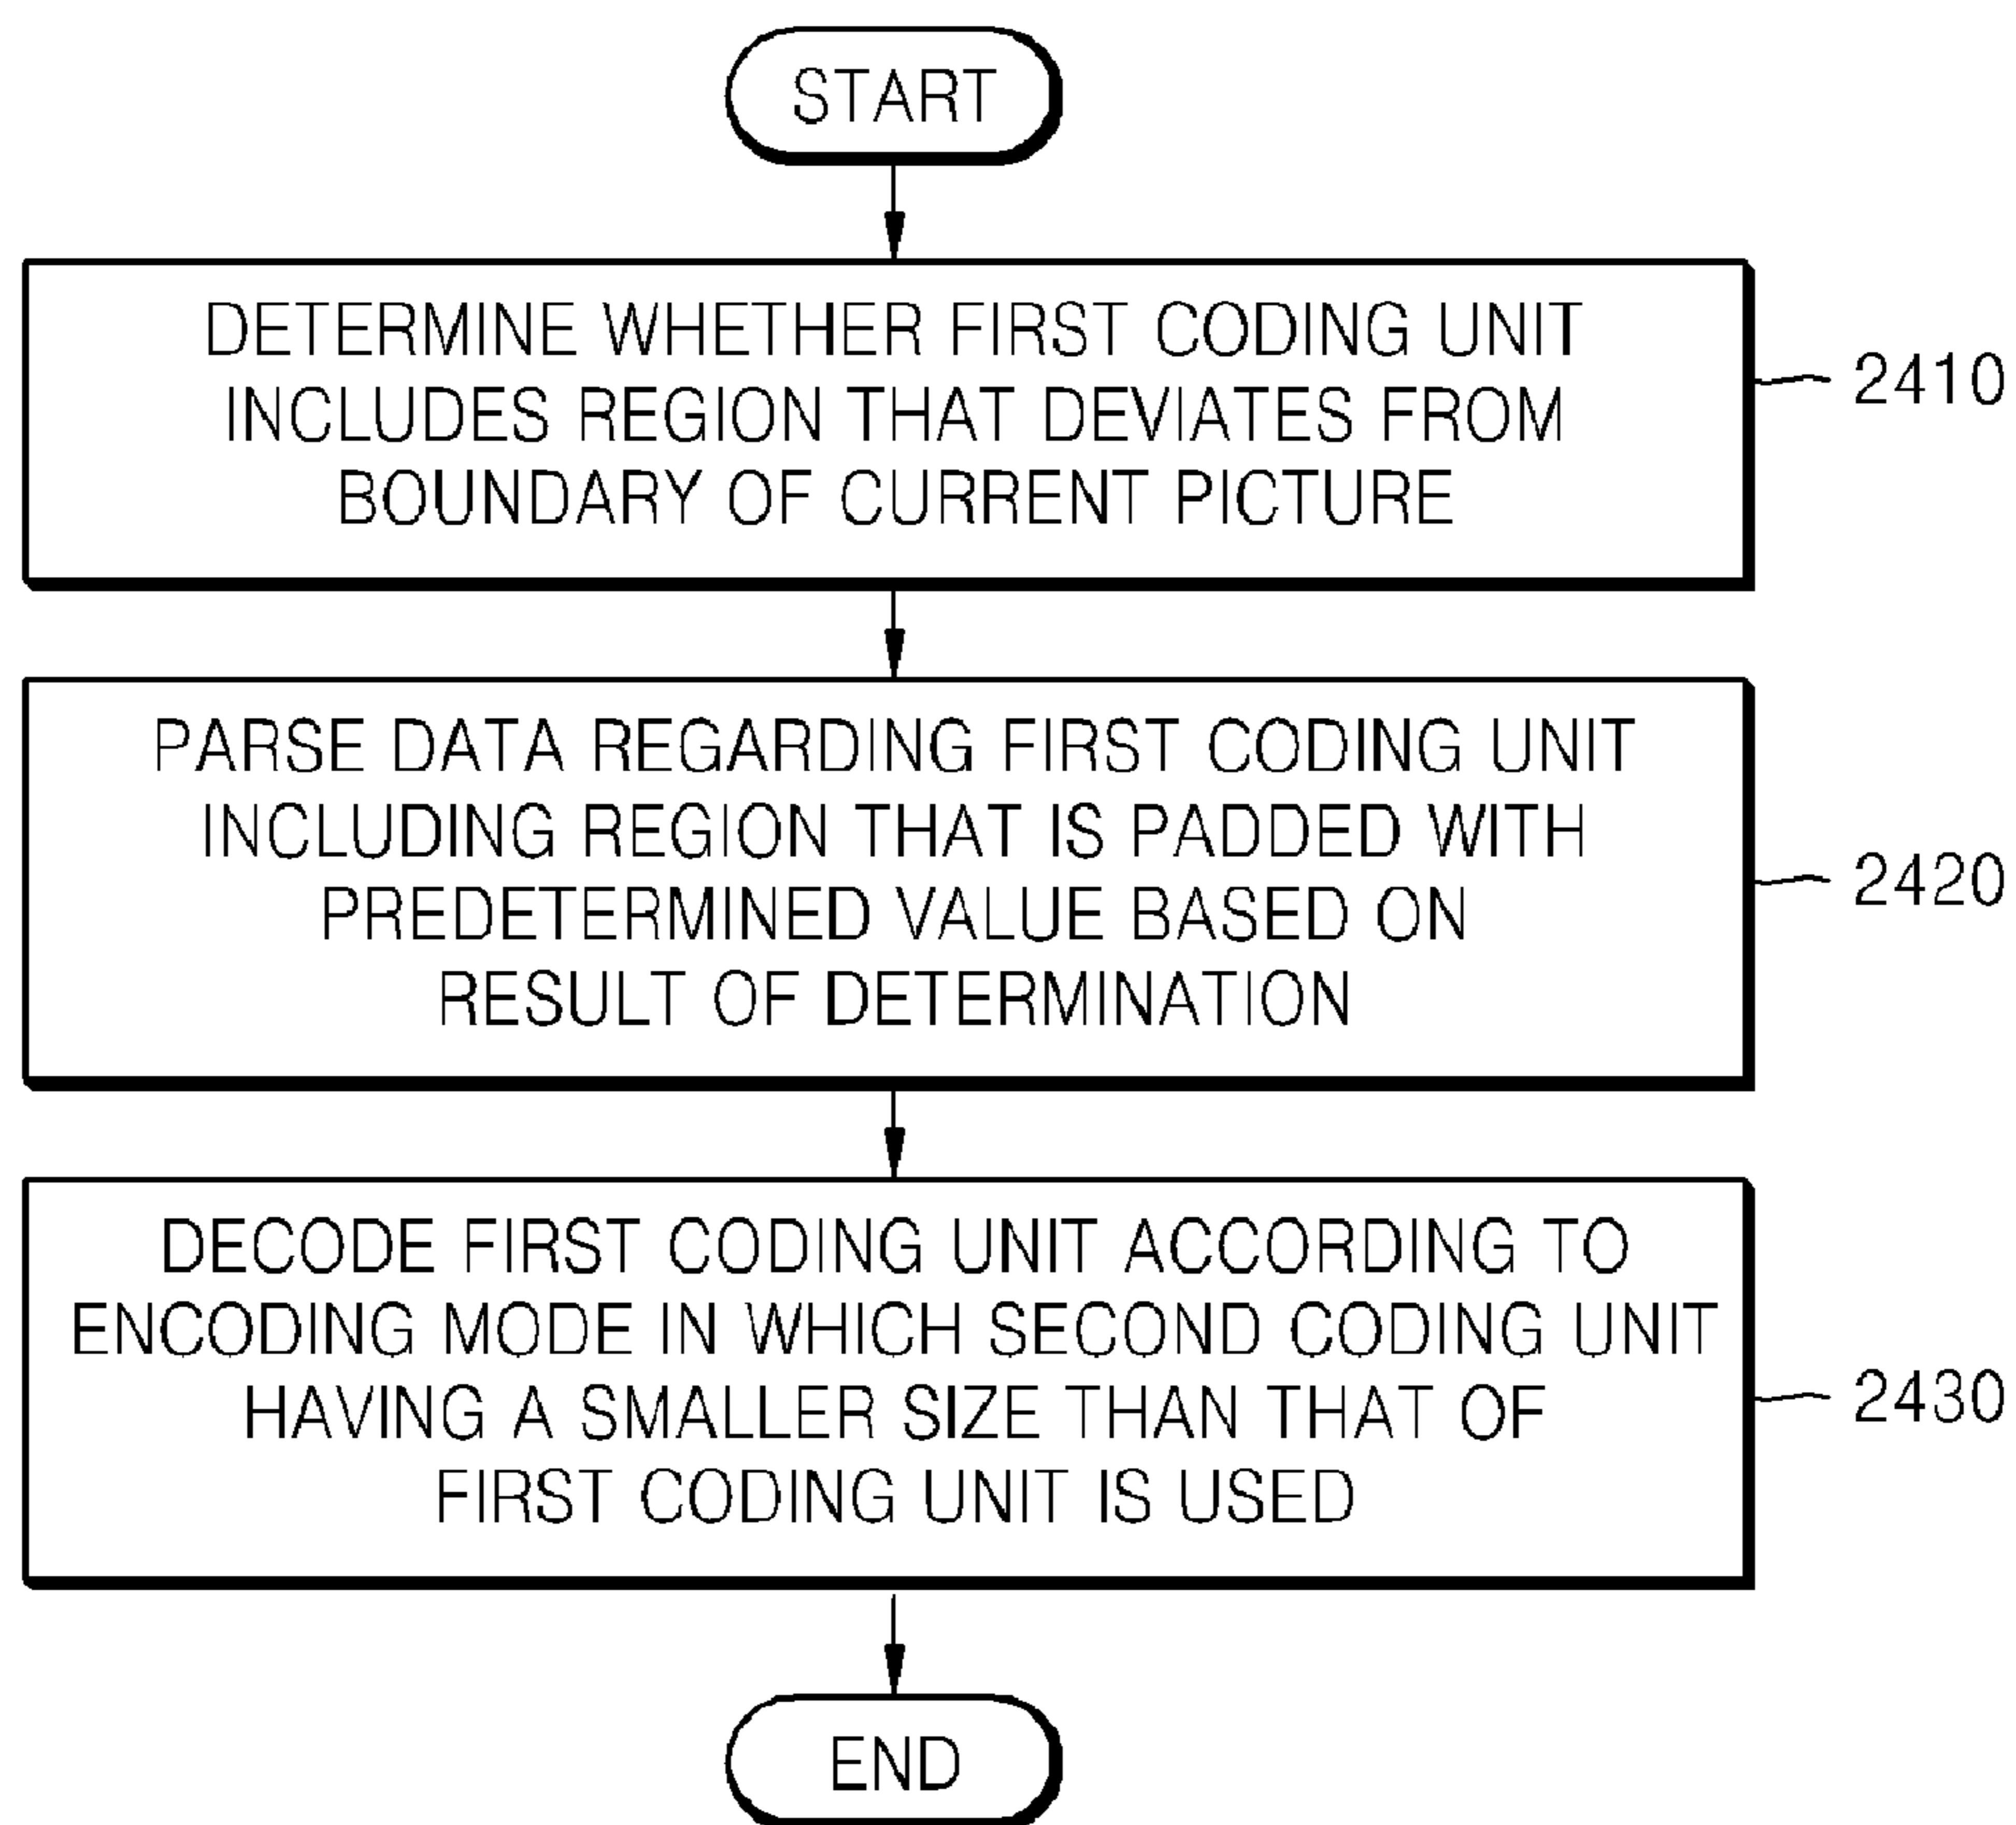 START
DETERMINE WHETHER FIRST CODING UNIT
INCLUDES REGION THAT DEVIATES FROM
BOUNDARY OF CURRENT PICTURE
2410
PARSE DATA REGARDING FIRST CODING UNIT
INCLUDING REGION THAT IS PADDED WITH
PREDETERMINED VALUE BASED ON
RESULT OF DETERMINATION
2420
DECODE FIRST CODING UNIT ACCORDING TO
ENCODING MODE IN WHICH SECOND CODING UNIT
HAVING A SMALLER SIZE THAN THAT OF
FIRST CODING UNIT IS USED
2430
END